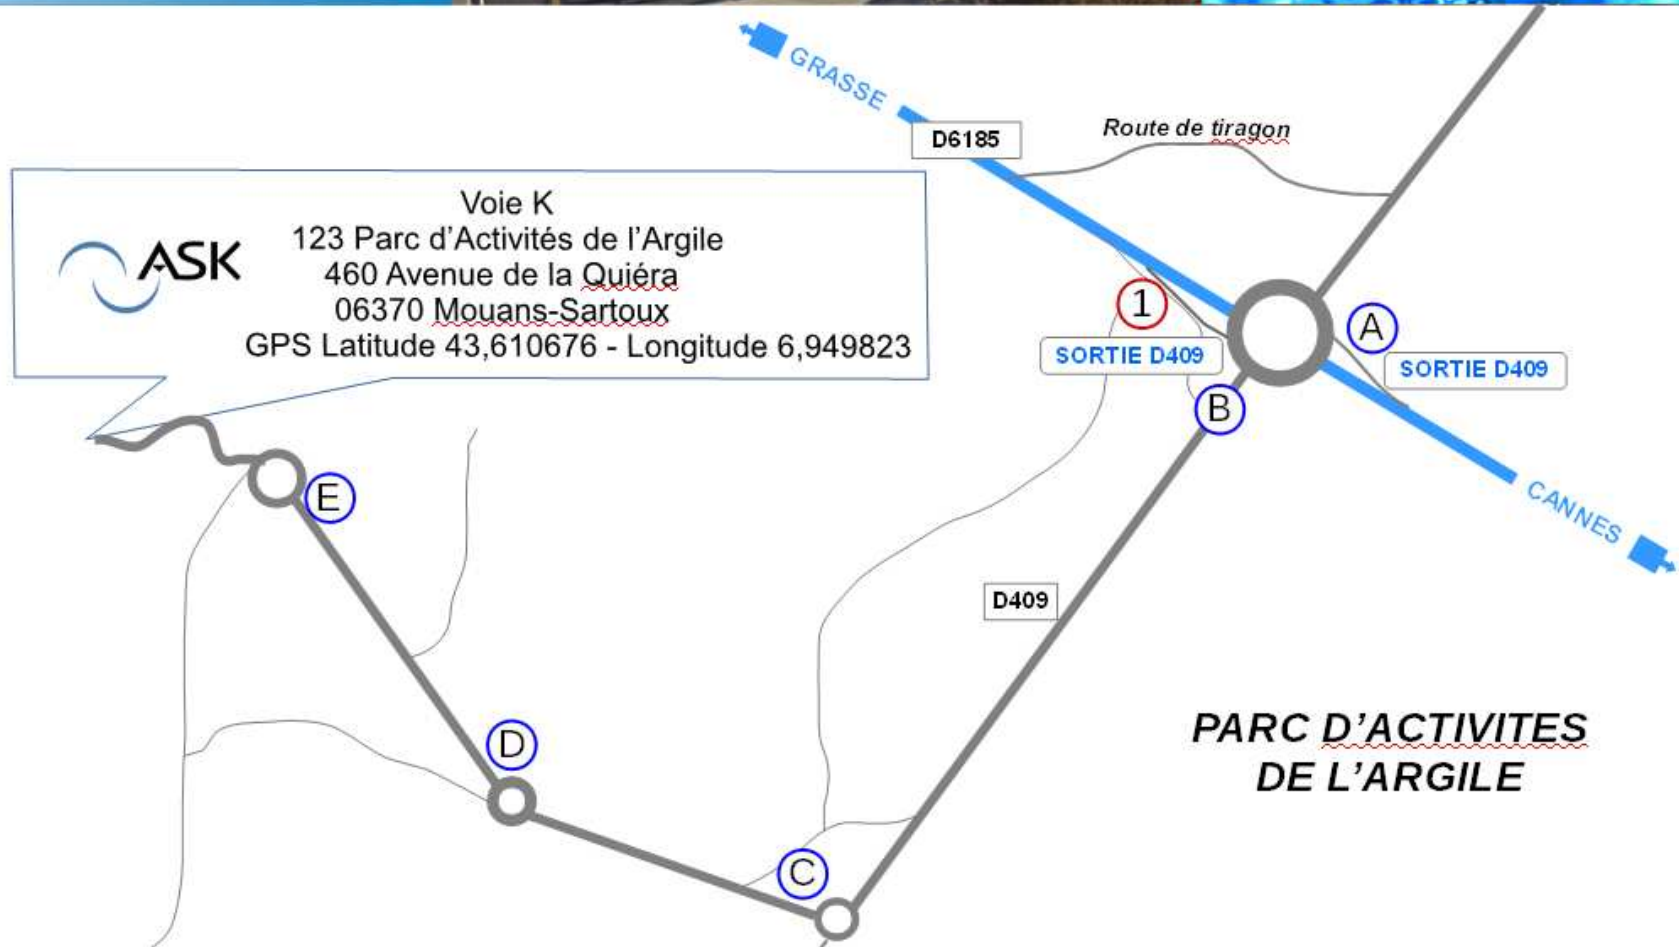 GRASSE
D6185
Route de tiragon
Voie K
ASK
123 Parc d’Activités de l’Argile
460 Avenue de la Quiéra
06370 Mouans-Sartoux
GPS Latitude 43,610676 - Longitude 6,949823
1
A
SORTIE D409
SORTIE D409
B
CANNES
E
D409
D
PARC D’ACTIVITES
DE L’ARGILE
C